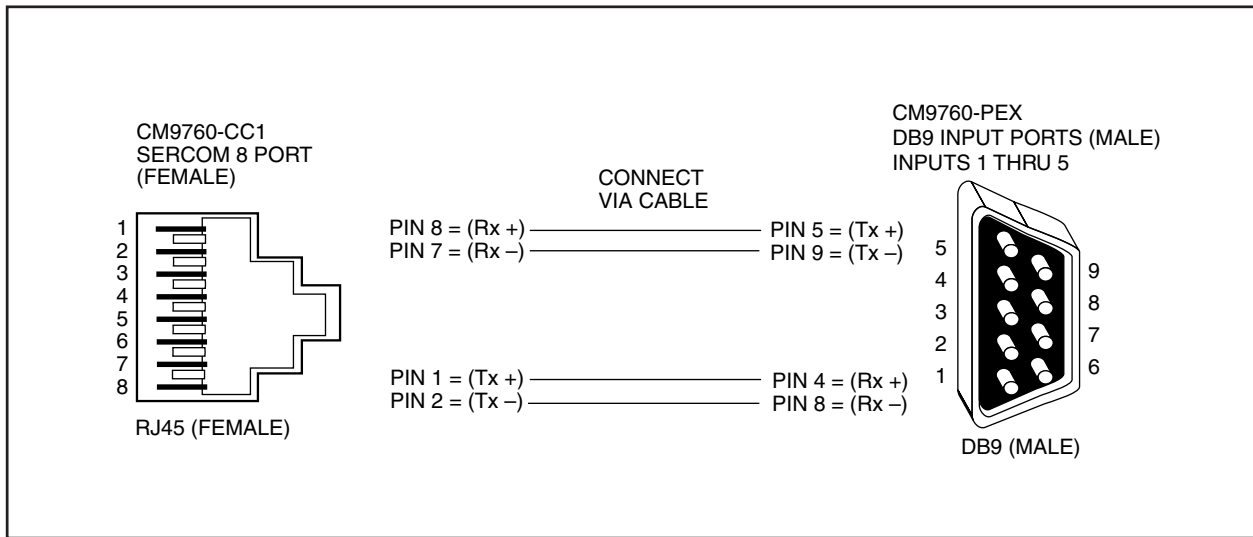 CM9760-CC1
SERCOM 8 PORT
(FEMALE)
1
2
3
4
5
6
7
8
RJ45 (FEMALE)
CONNECT
VIA CABLE
PIN 8 = (Rx +)
PIN 5 = (Tx +)
PIN 7 = (Rx –)
PIN 9 = (Tx –)
PIN 1 = (Tx +)
PIN 4 = (Rx +)
PIN 2 = (Tx –)
PIN 8 = (Rx –)
CM9760-PEX
DB9 INPUT PORTS (MALE)
INPUTS 1 THRU 5
5
4
3
2
1
9
8
7
6
DB9 (MALE)